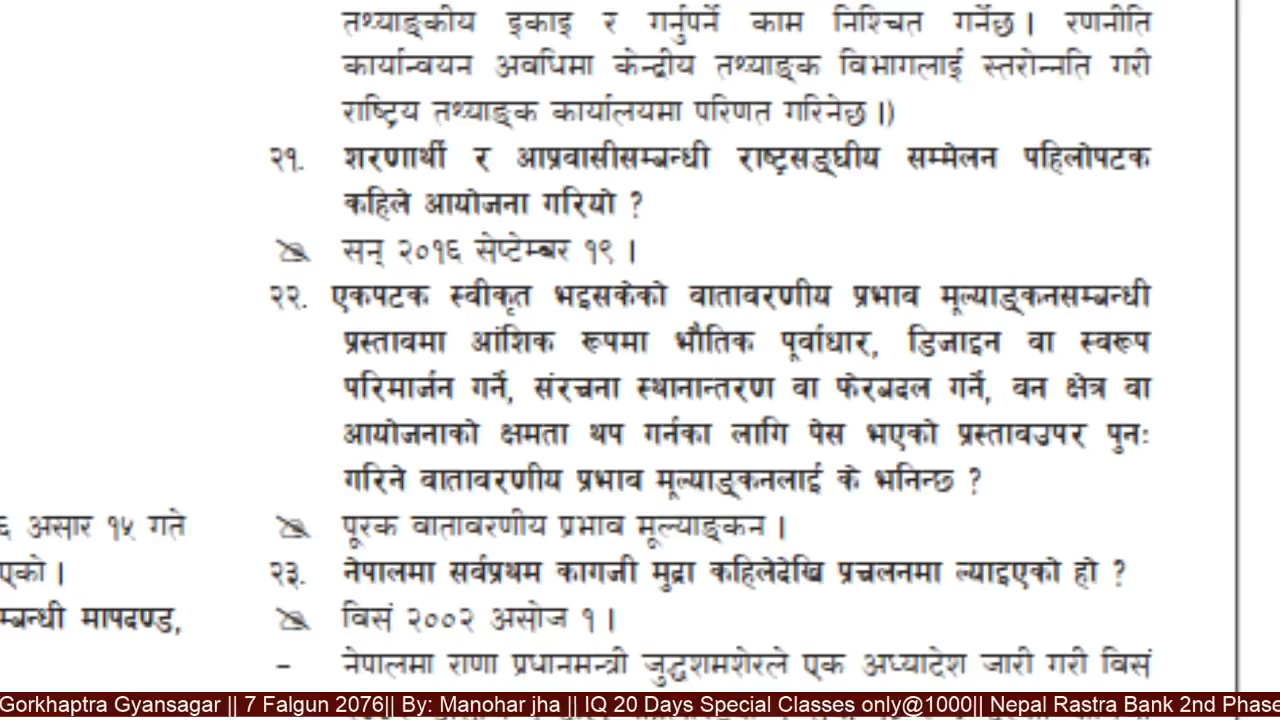 तथ्याङ्कीय इकाइ र गर्नुपर्ने काम निश्चित गर्नेछ । रणनीति
कार्यान्वयन अवधिमा केन्द्रीय तथ्याङ्क विभागलाई स्तरोन्नति गरी
राष्ट्रिय तथ्याङ्क कार्यालयमा परिणत गरिनेछ ।)
२१. शरणार्थी र आप्रवासीसम्बन्धी राष्ट्रसङ्घीय सम्मेलन पहिलोपटक
कहिले आयोजना गरियो ?
सन् २०१६ सेप्टेम्बर १९ ।
२२. एकपटक स्वीकृत भइसकेको वातावरणीय प्रभाव मूल्याङ्कनसम्बन्धी
प्रस्तावमा आंशिक रूपमा भौतिक पूर्वाधार, डिजाइन वा स्वरूप
परिमार्जन गर्ने, संरचना स्थानान्तरण वा फेरबदल गर्ने, वन क्षेत्र वा
आयोजनाको क्षमता थप गर्नका लागि पेस भएको प्रस्तावउपर पुनः
गरिने वातावरणीय प्रभाव मूल्याङ्कनलाई के भनिन्छ ?
६ असार १५ गते
पूरक वातावरणीय प्रभाव मूल्याङ्कन ।
एको ।
२३. नेपालमा सर्वप्रथम कागजी मुद्रा कहिलेदेखि प्रचलनमा ल्याइएको हो ?
म्बन्धी मापदण्ड,
विसं २००२ असोज १ ।
– नेपालमा राणा प्रधानमन्त्री जुद्धशमशेरले एक अध्यादेश जारी गरी विसं
Gorkhaptra Gyansagar || 7 Falgun 2076|| By: Manohar jha || IQ 20 Days Special Classes only@1000|| Nepal Rastra Bank 2nd Phase